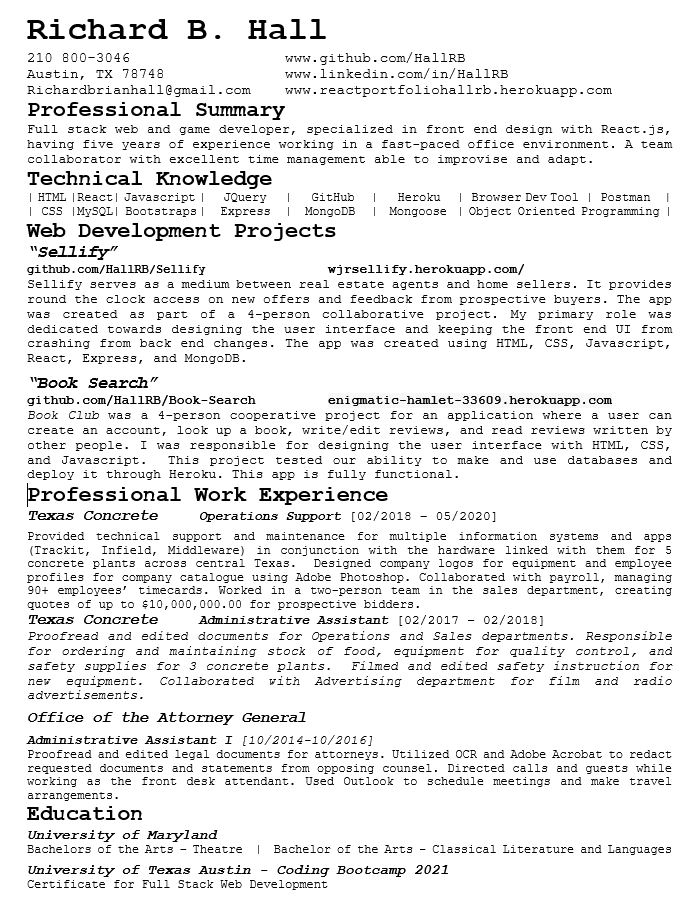 Richard B. Hall
210 800-3046 www.github.com/HallRB
Austin, TX 78748 www.linkedin.com/in/HallRB
Richardbrianhall@gmail.com www.reactportfoliohallrb.herokuapp.com
Professional Summary
Full stack web and game developer, specialized in front end design with React.js,
having five years of experience working in a fast-paced office environment. A team
collaborator with excellent time management able to improvise and adapt.
Technical Knowledge
| HTML |React| Javascript | JQuery | GitHub | Heroku | Browser Dev Tool | Postman |
| CSS |MySQL| Bootstraps | Express | MongoDB | Mongoose | Object Oriented Programming |
Web Development Projects
“Sellify”
github.com/HallRB/Sellify wjrsellify.herokuapp.com/
Sellify serves as a medium between real estate agents and home sellers. It provides
round the clock access on new offers and feedback from prospective buyers. The app
was created as part of a 4-person collaborative project. My primary role was
dedicated towards designing the user interface and keeping the front end UI from
crashing from back end changes. The app was created using HTML, CSS, Javascript,
React, Express, and MongoDB.
“Book Search”
github.com/HallRB/Book-Search enigmatic-hamlet-33609.herokuapp.com
Book Club was a 4-person cooperative project for an application where a user can
create an account, look up a book, write/edit reviews, and read reviews written by
other people. I was responsible for designing the user interface with HTML, CSS,
and Javascript. This project tested our ability to make and use databases and
deploy it through Heroku. This app is fully functional.
Professional Work Experience
Texas Concrete Operations Support [02/2018 – 05/2020]
Provided technical support and maintenance for multiple information systems and apps
(Trackit, Infield, Middleware) in conjunction with the hardware linked with them for 5
concrete plants across central Texas. Designed company logos for equipment and employee
profiles for company catalogue using Adobe Photoshop. Collaborated with payroll, managing
90+ employees’ timecards. Worked in a two-person team in the sales department, creating
quotes of up to $10,000,000.00 for prospective bidders.
Texas Concrete Administrative Assistant [02/2017 – 02/2018]
Proofread and edited documents for Operations and Sales departments. Responsible
for ordering and maintaining stock of food, equipment for quality control, and
safety supplies for 3 concrete plants. Filmed and edited safety instruction for
new equipment. Collaborated with Advertising department for film and radio
advertisements.
Office of the Attorney General
Administrative Assistant I [10/2014-10/2016]
Proofread and edited legal documents for attorneys. Utilized OCR and Adobe Acrobat to redact
requested documents and statements from opposing counsel. Directed calls and guests while
working as the front desk attendant. Used Outlook to schedule meetings and make travel
arrangements.
Education
University of Maryland
Bachelors of the Arts – Theatre | Bachelor of the Arts – Classical Literature and Languages
University of Texas Austin - Coding Bootcamp 2021
Certificate for Full Stack Web Development